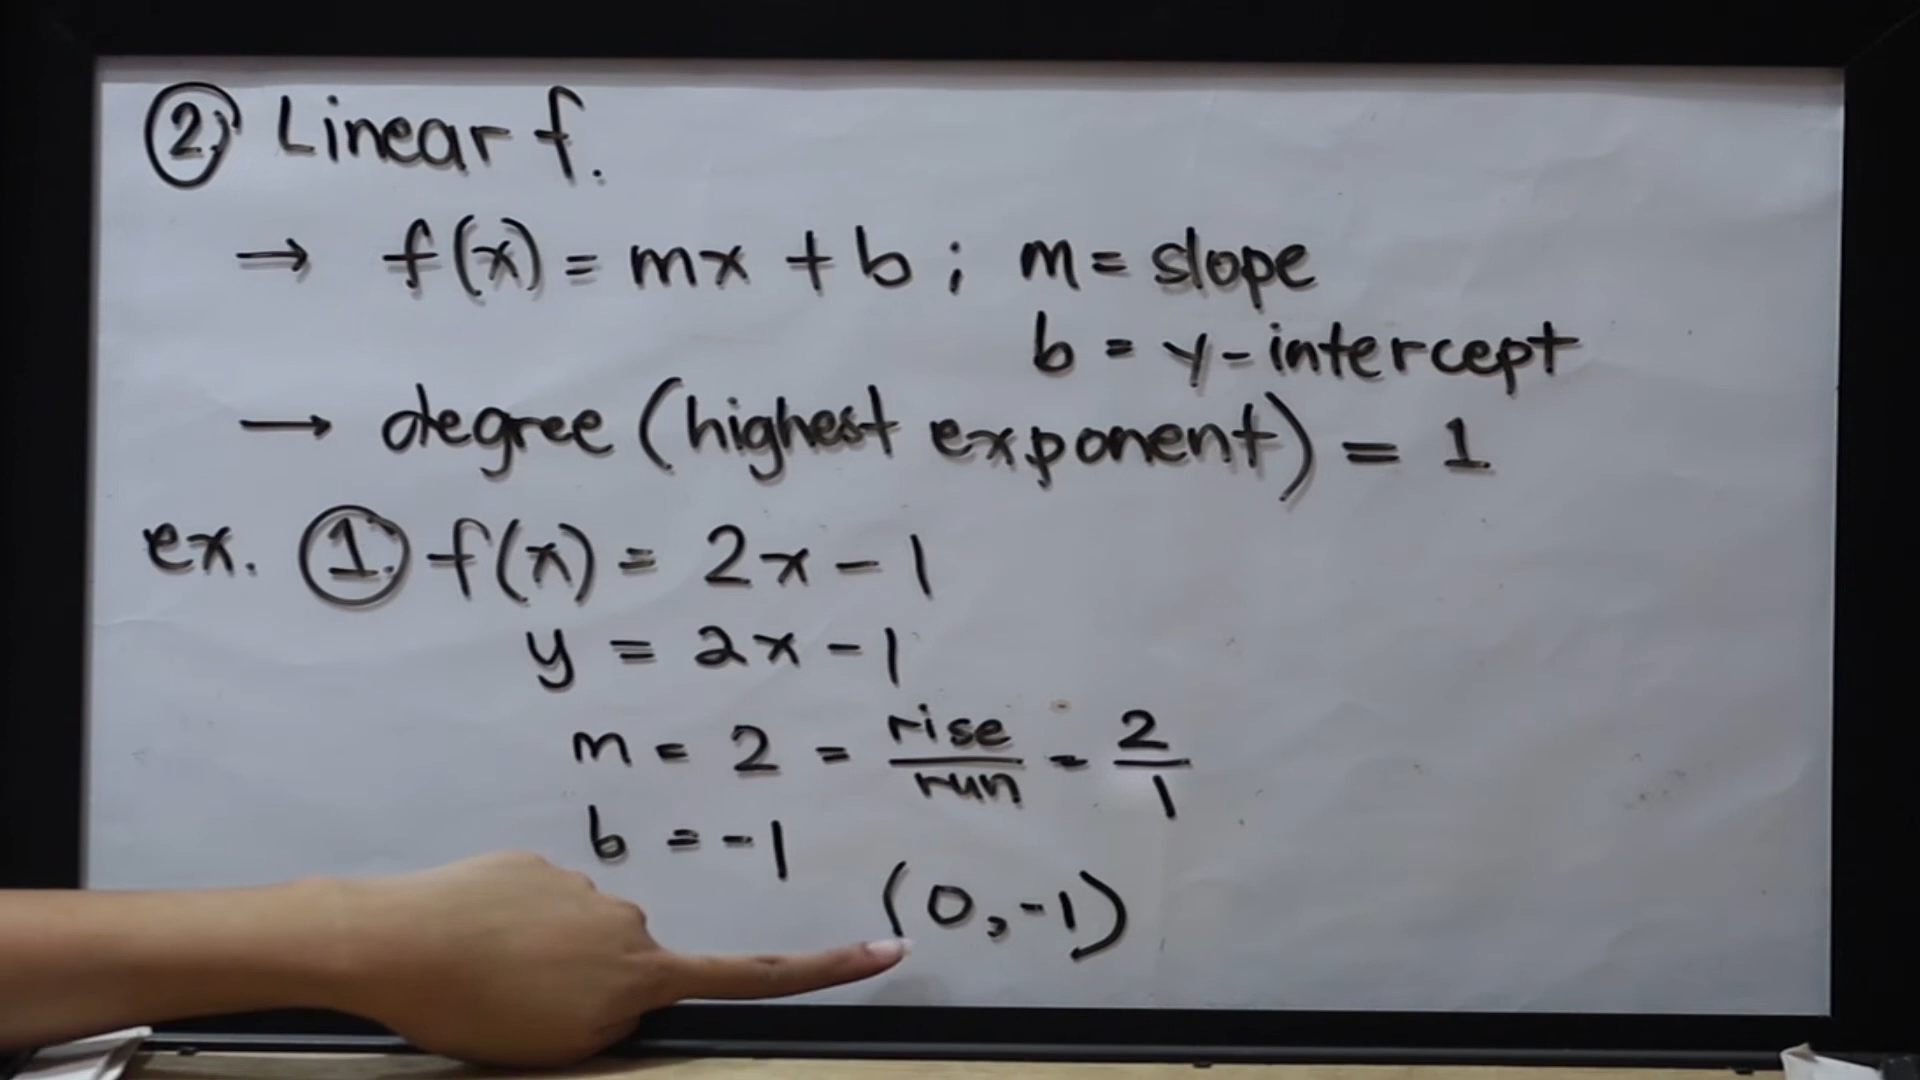 2. Linear f.
→ f(x) = mx + b ; m = slope
b = y-intercept
→ degree (highest exponent) = 1
ex. 1. f(x) = 2x - 1
y = 2x - 1
m = 2 = rise/run = 2/1
b = -1
(0, -1)